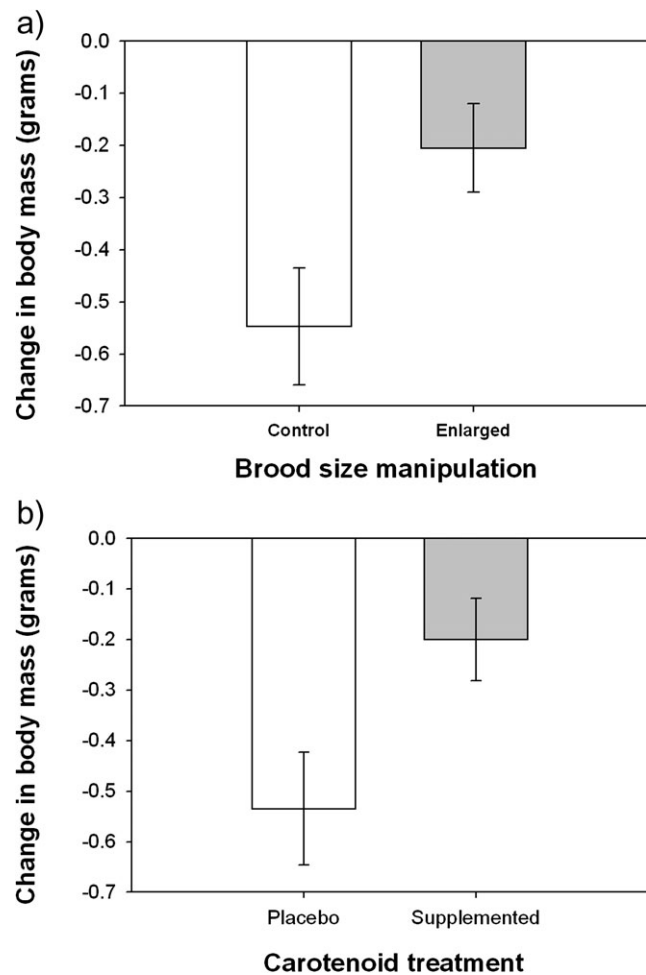 a)
Change in body mass (grams)
0.0
-0.1
-0.2
-0.3
-0.4
-0.5
-0.6
-0.7
Control Enlarged
Brood size manipulation
b)
Change in body mass (grams)
0.0
-0.1
-0.2
-0.3
-0.4
-0.5
-0.6
-0.7
Placebo Supplemented
Carotenoid treatment